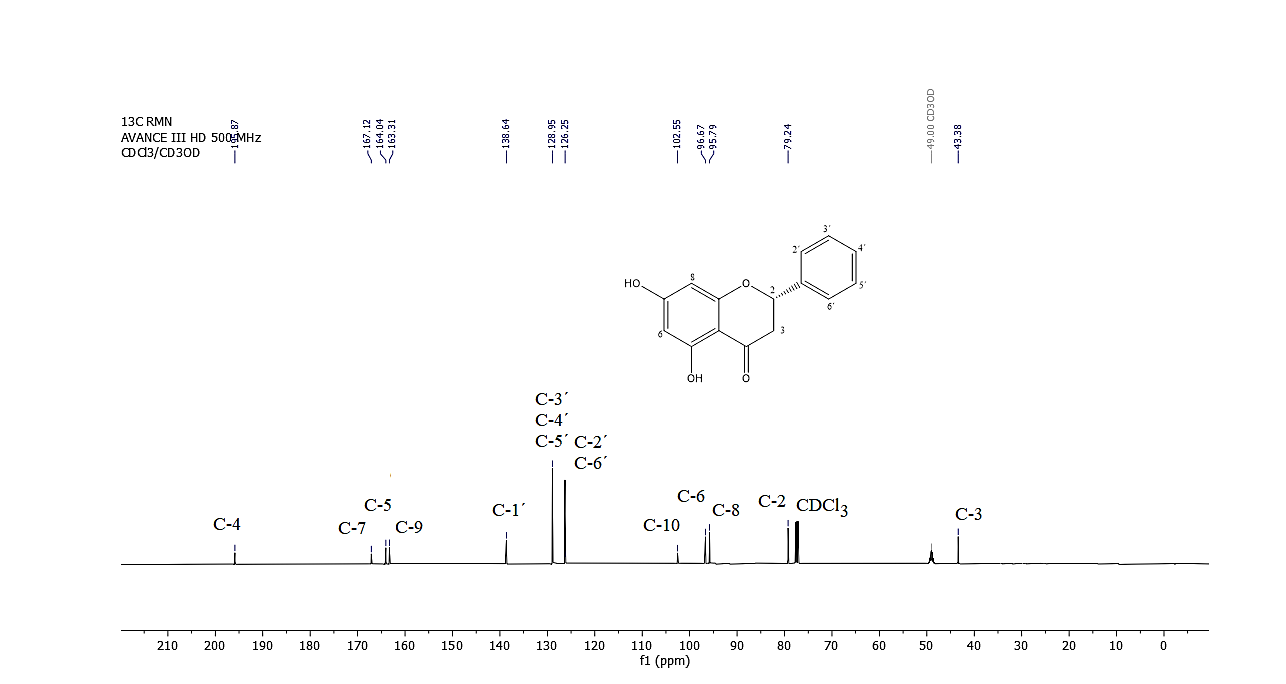 13C RMN
AVANCE III HD 500 MHz
CDCl3/CD3OD
195.87
167.12
164.04
163.31
138.64
128.95
126.25
102.55
96.67
95.79
79.24
49.00 CD3OD
43.38
3´
2´
4´
8
HO
O
2
5´
6´
6
3
OH
O
C-3´
C-4´
C-5´
C-2´
C-6´
C-4
C-7
C-5
C-9
C-1´
C-10
C-6
C-8
C-2
CDCl3
C-3
210 200 190 180 170 160 150 140 130 120 110 100 90 80 70 60 50 40 30 20 10 0
f1 (ppm)